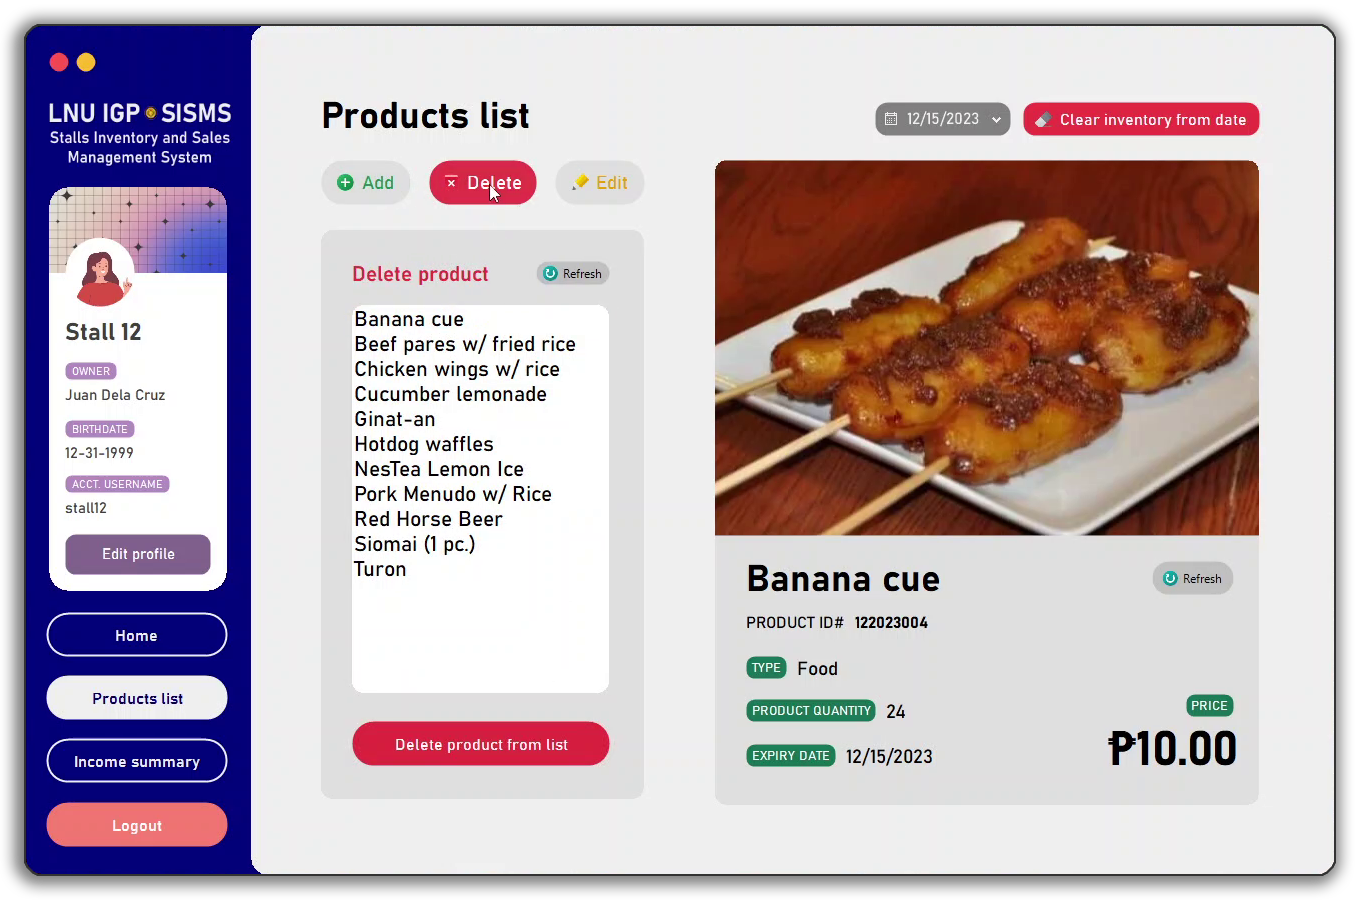 LNU IGP SISMS
Stalls Inventory and Sales
Management System
Stall 12
OWNER
Juan Dela Cruz
BIRTHDATE
12-31-1999
ACCT. USERNAME
stall12
Edit profile
Home
Products list
Income summary
Logout
Products list
12/15/2023
Clear inventory from date
Add
Delete
Edit
Delete product
Refresh
Banana cue
Beef pares w/ fried rice
Chicken wings w/ rice
Cucumber lemonade
Ginat-an
Hotdog waffles
NesTea Lemon Ice
Pork Menudo w/ Rice
Red Horse Beer
Siomai (1 pc.)
Turon
Delete product from list
Banana cue
Refresh
PRODUCT ID# 122023004
TYPE Food
PRODUCT QUANTITY 24
EXPIRY DATE 12/15/2023
PRICE
₱10.00